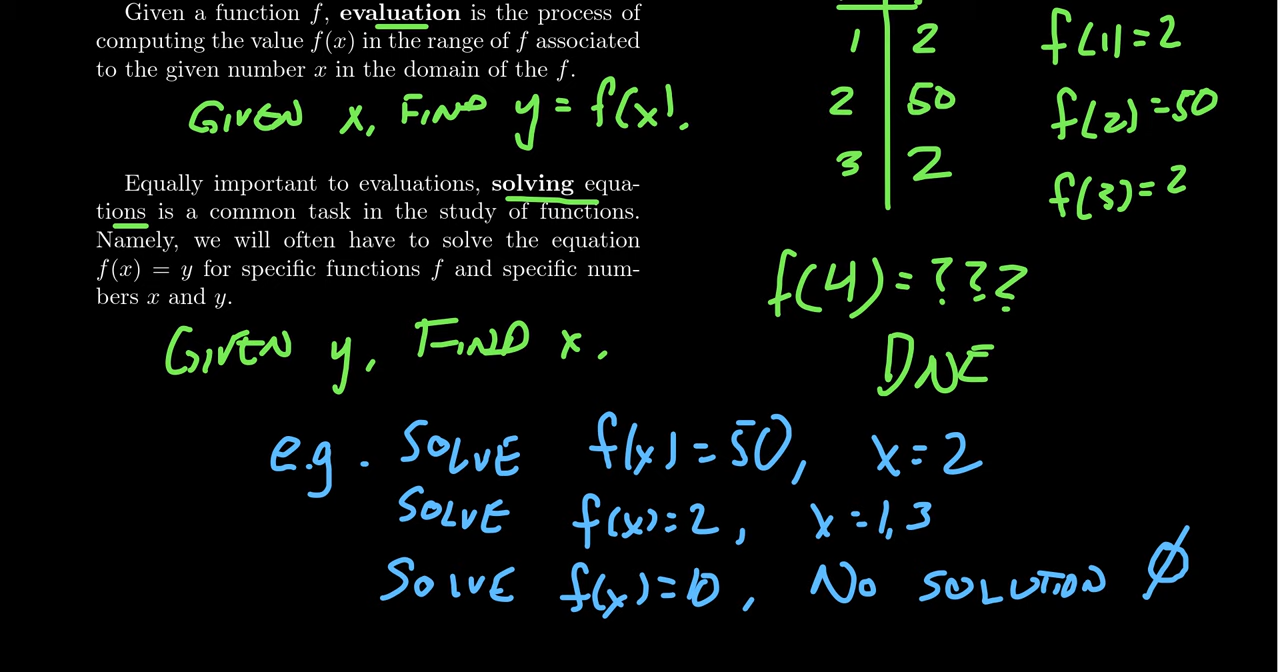 Given a function f, evaluation is the process of
computing the value f(x) in the range of f associated
to the given number x in the domain of the f.
GIVEN x, FIND y = f(x).
Equally important to evaluations, solving equa-
tions is a common task in the study of functions.
Namely, we will often have to solve the equation
f(x) = y for specific functions f and specific num-
bers x and y.
GIVEN y, FIND x.
1 2 f(1)=2
2 50 f(2)=50
3 2 f(3)=2
f(4)=???
DNE
e.g. SOLVE f(x)=50, x=2
SOLVE f(x)=2, x=1,3
SOLVE f(x)=10, NO SOLUTION ∅